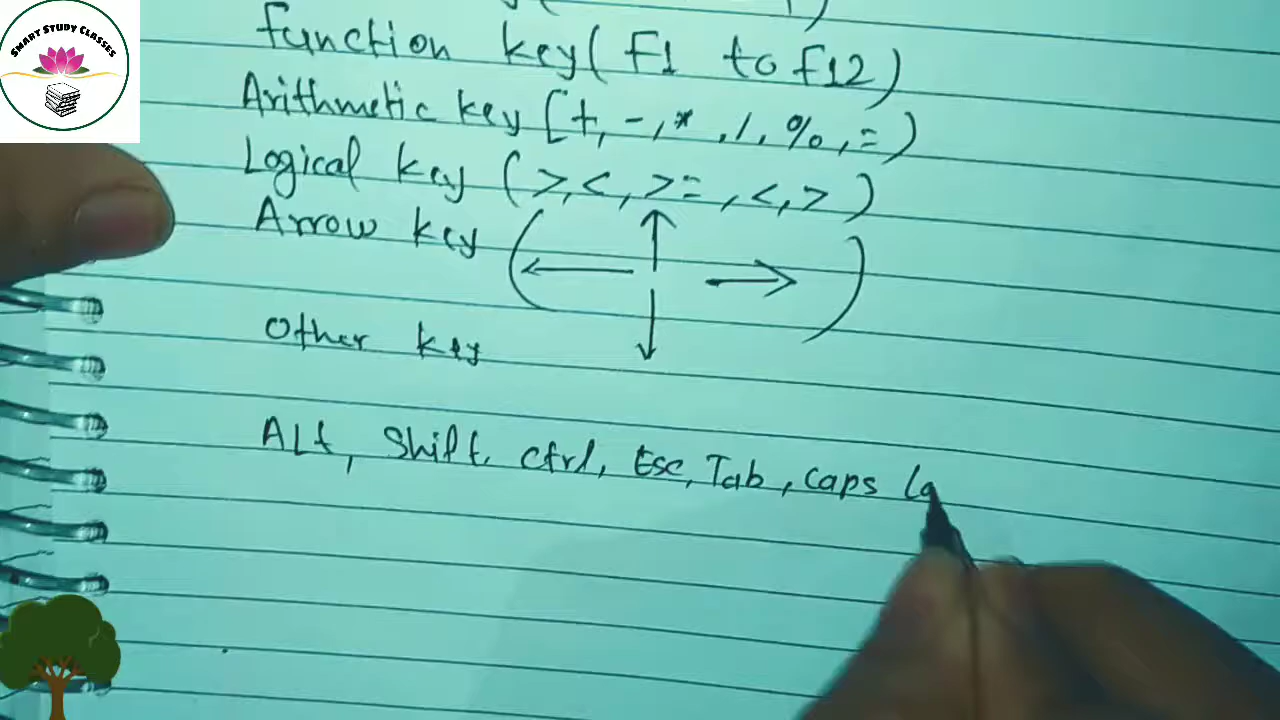 SMART STUDY CLASSES
function key (F1 to F12)
Arithmetic key [+, -, *, /, %, =)
Logical key (>, <, >=, <, >)
Arrow key (← ↑ → ↓)
Other key
ALt, Shift, Ctrl, Esc, Tab, Caps Lo